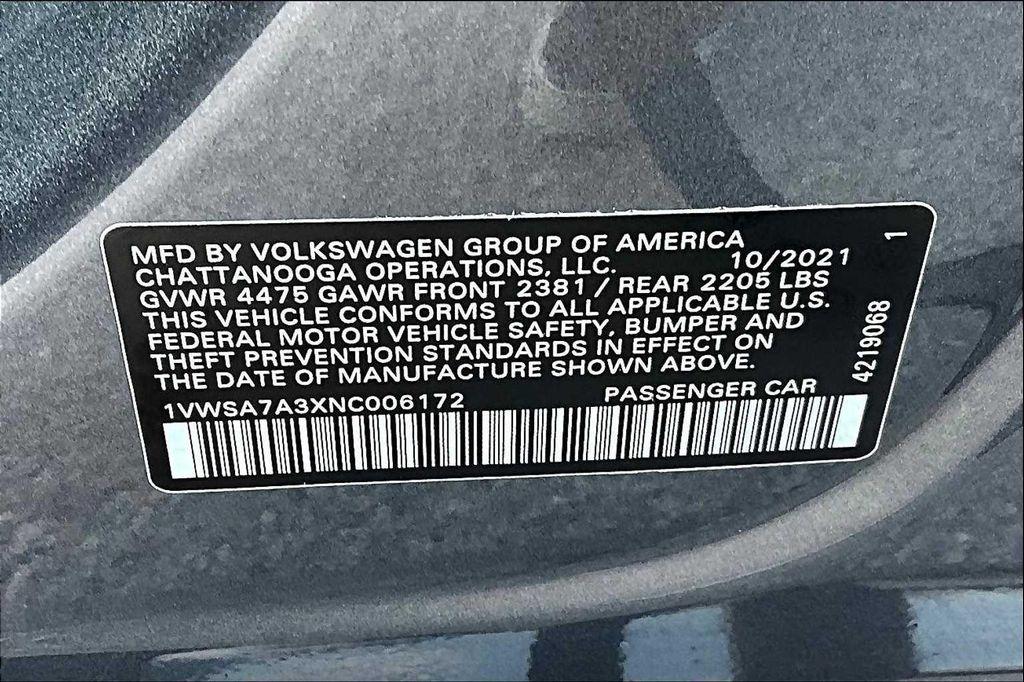 MFD BY VOLKSWAGEN GROUP OF AMERICA
CHATTANOOGA OPERATIONS, LLC. 10/2021
GVWR 4475 GAWR FRONT 2381 / REAR 2205 LBS
THIS VEHICLE CONFORMS TO ALL APPLICABLE U.S.
FEDERAL MOTOR VEHICLE SAFETY, BUMPER AND
THEFT PREVENTION STANDARDS IN EFFECT ON
THE DATE OF MANUFACTURE SHOWN ABOVE.
1VWSA7A3XNC006172 PASSENGER CAR
4219068 1